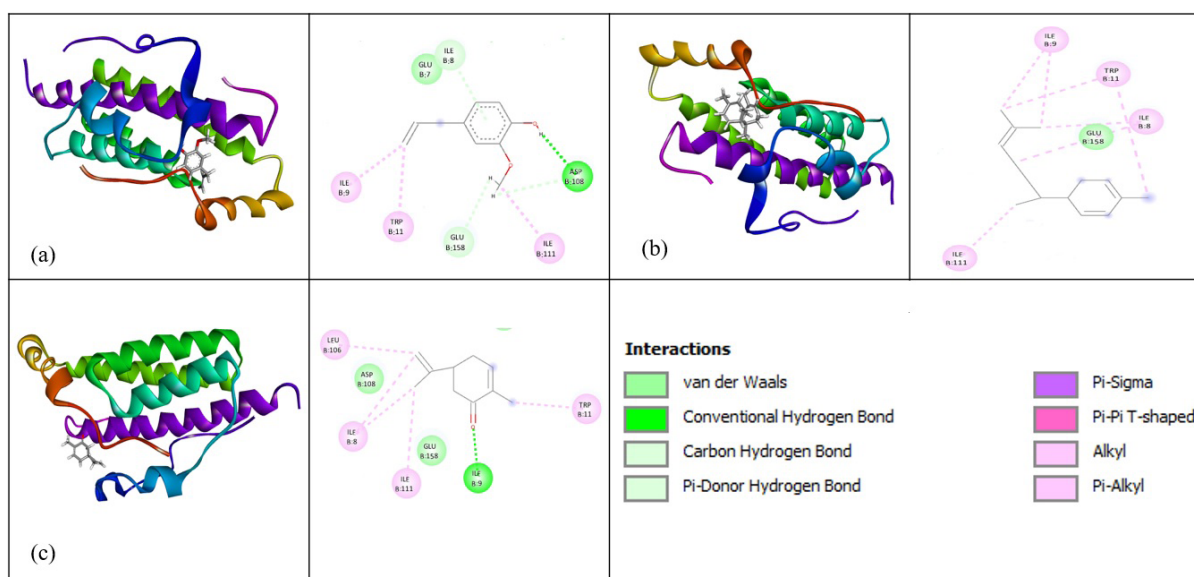 (a)
GLU
B:7
ILE
B:8
H
ASP
B:108
H
H
ILE
B:9
TRP
B:11
GLU
B:158
ILE
B:111
(b)
ILE
B:9
TRP
B:11
ILE
B:8
GLU
B:158
ILE
B:111
(c)
LEU
B:106
ASP
B:108
ILE
B:8
TRP
B:11
GLU
B:158
O
ILE
B:9
ILE
B:111
Interactions
van der Waals
Conventional Hydrogen Bond
Carbon Hydrogen Bond
Pi-Donor Hydrogen Bond
Pi-Sigma
Pi-Pi T-shaped
Alkyl
Pi-Alkyl